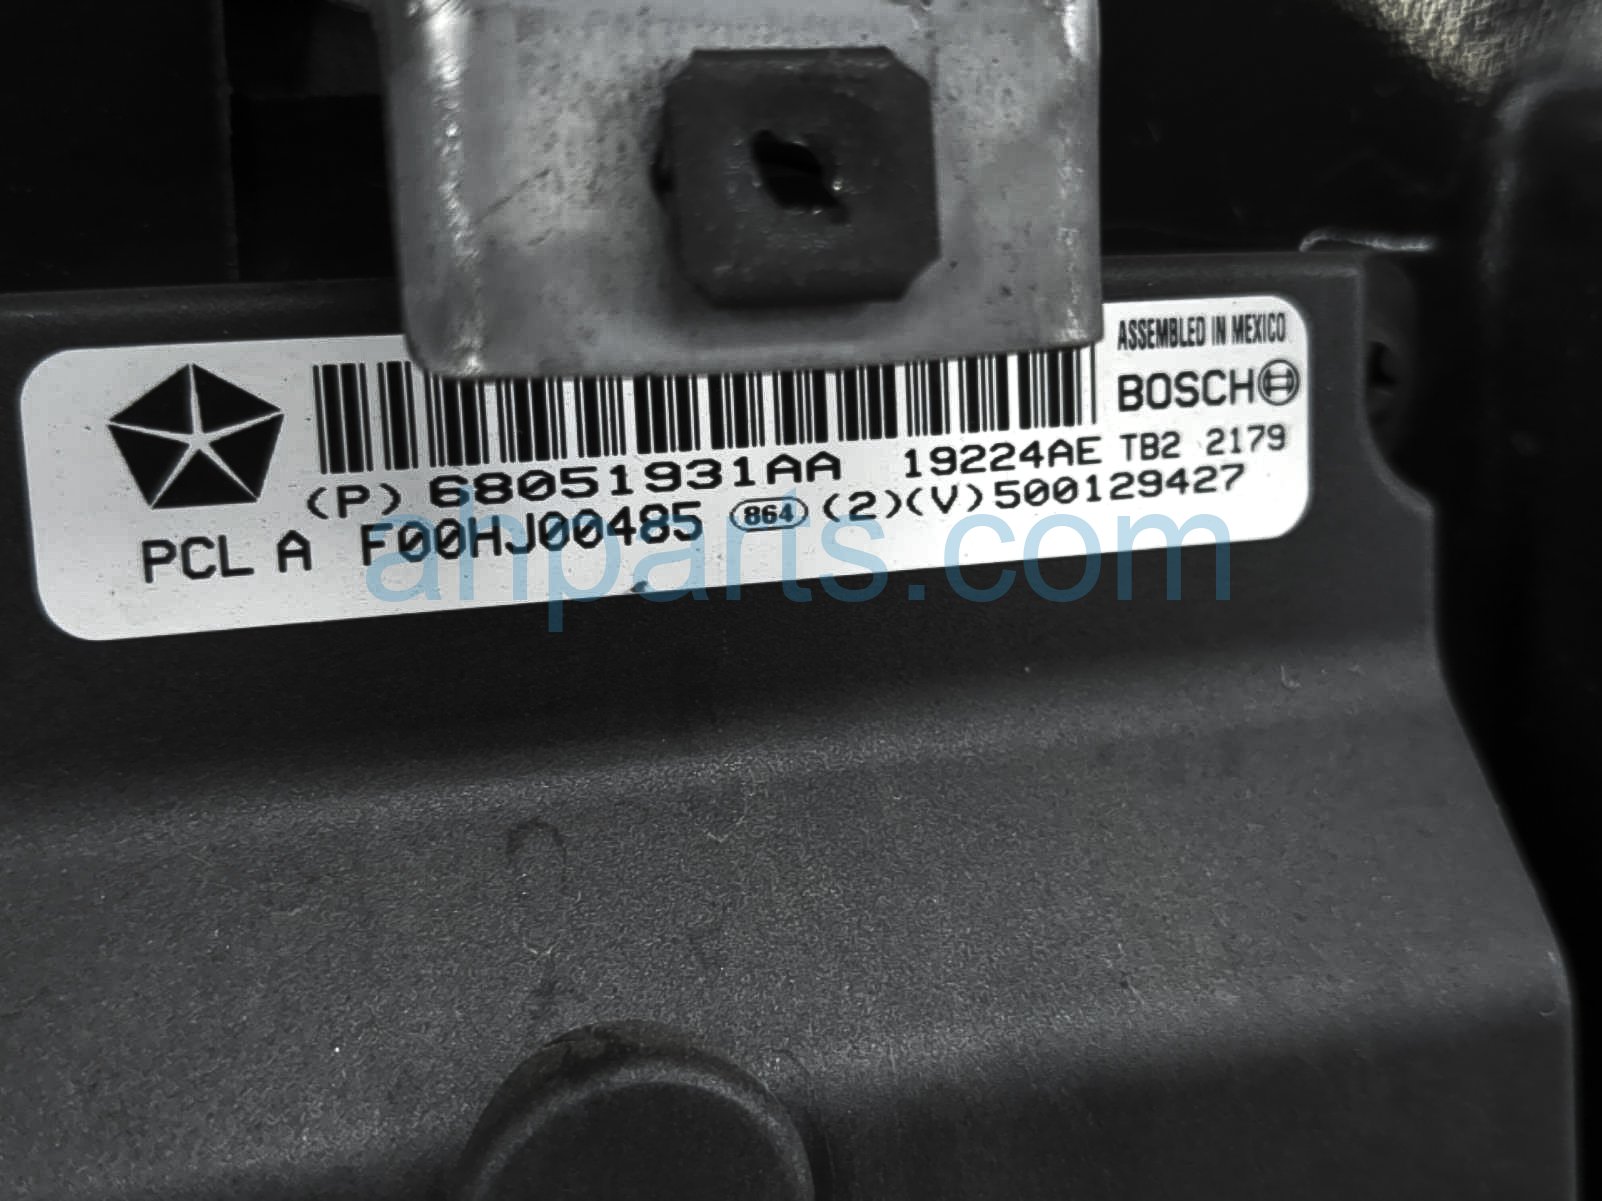 ASSEMBLED IN MEXICO
BOSCH
(P) 68051931AA 19224AE TB2 2179
PCL A F00HJ00485 864 (2)(V)500129427
ahparts.com